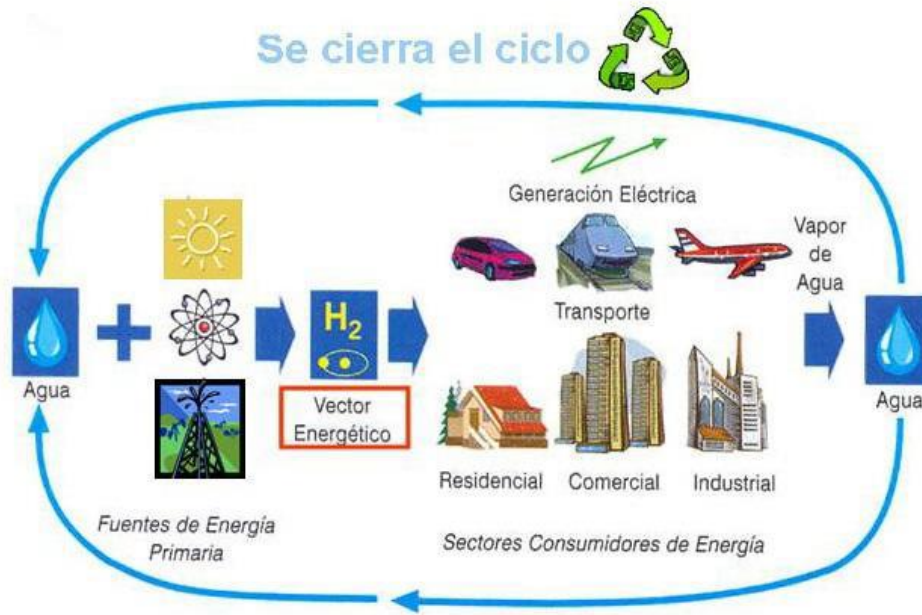 Se cierra el ciclo
Generación Eléctrica
Vapor
de
Agua
Transporte
H2
Agua
Vector
Energético
Agua
Residencial
Comercial
Industrial
Fuentes de Energía
Primaria
Sectores Consumidores de Energía